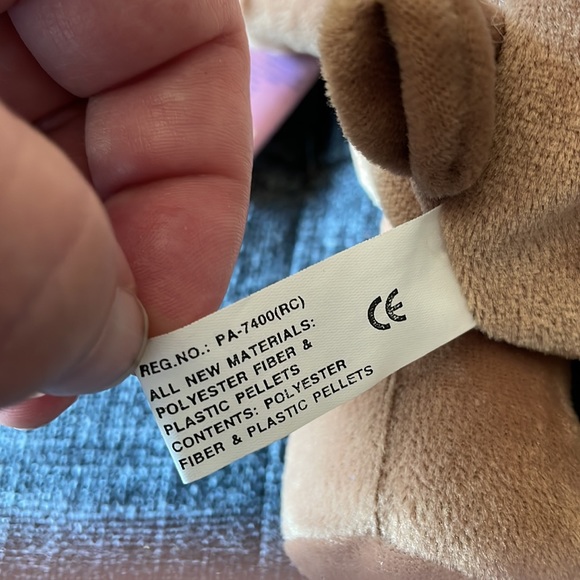 REG.NO.: PA-7400(RC)
ALL NEW MATERIALS:
POLYESTER FIBER &
PLASTIC PELLETS
CONTENTS: POLYESTER
FIBER & PLASTIC PELLETS
CE